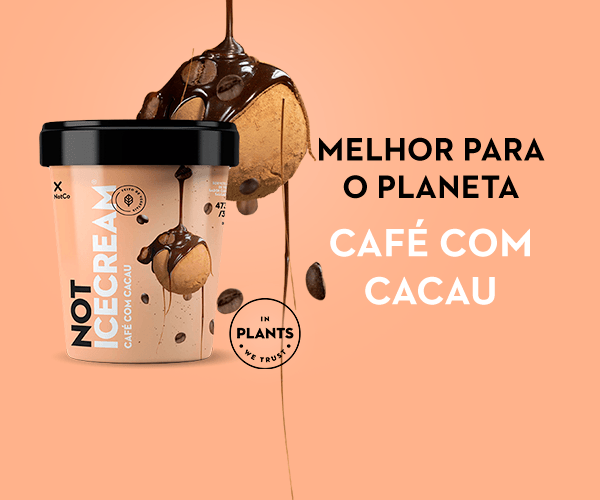 MELHOR PARA
O PLANETA
CAFÉ COM
CACAU
NotCo
NOT
ICECREAM
CAFÉ COM CACAU
IN
PLANTS
WE TRUST